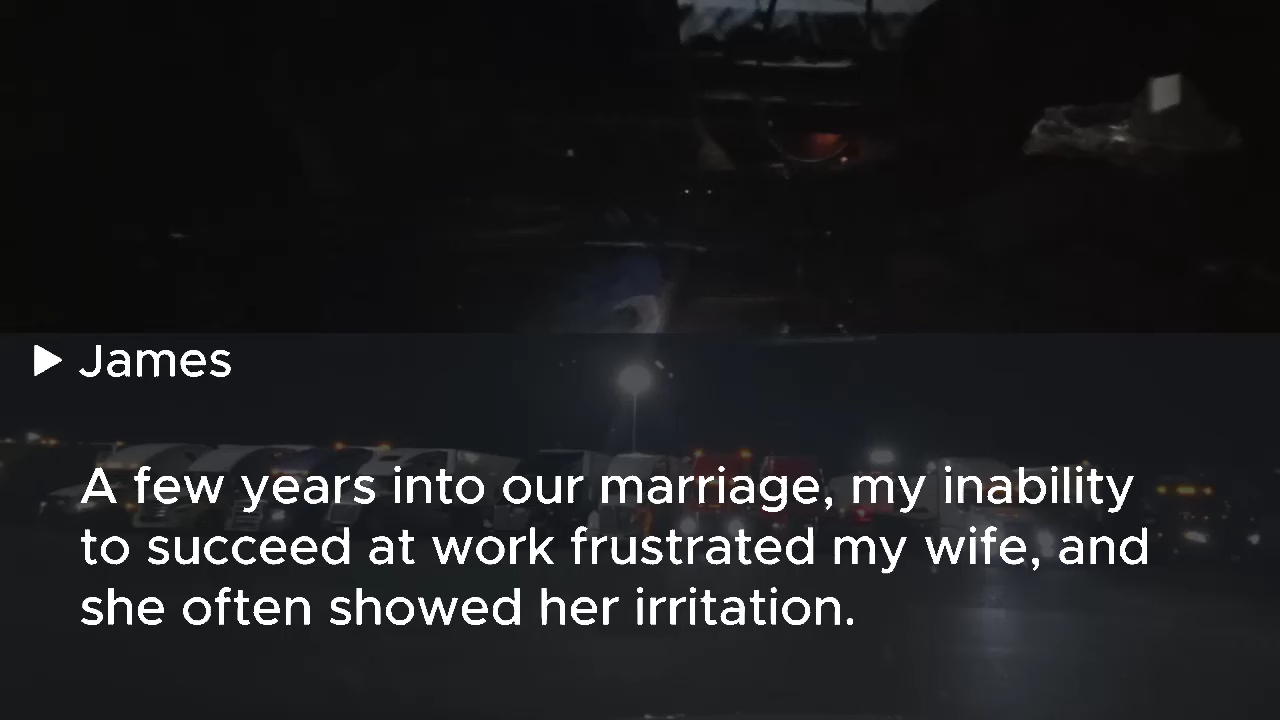 James
A few years into our marriage, my inability
to succeed at work frustrated my wife, and
she often showed her irritation.